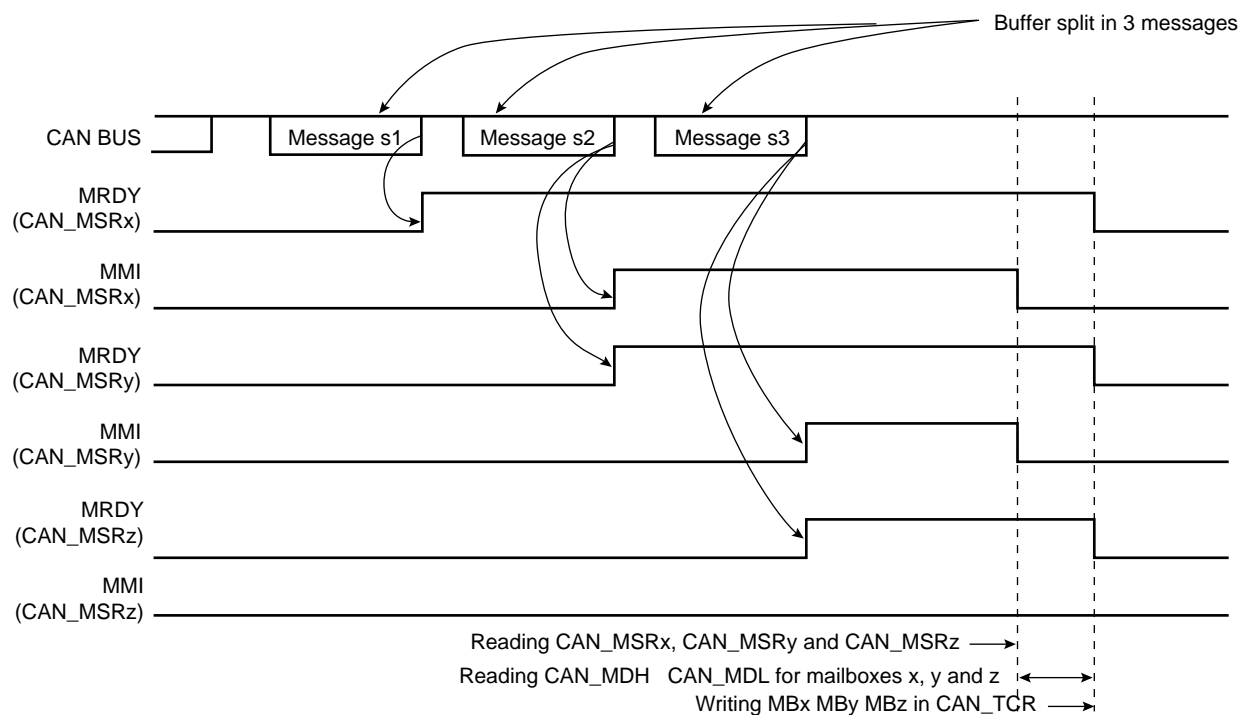 Buffer split in 3 messages
CAN BUS
Message s1
Message s2
Message s3
MRDY
(CAN_MSRx)
MMI
(CAN_MSRx)
MRDY
(CAN_MSRy)
MMI
(CAN_MSRy)
MRDY
(CAN_MSRz)
MMI
(CAN_MSRz)
Reading CAN_MSRx, CAN_MSRy and CAN_MSRz
Reading CAN_MDH CAN_MDL for mailboxes x, y and z
Writing MBx MBy MBz in CAN_TCR